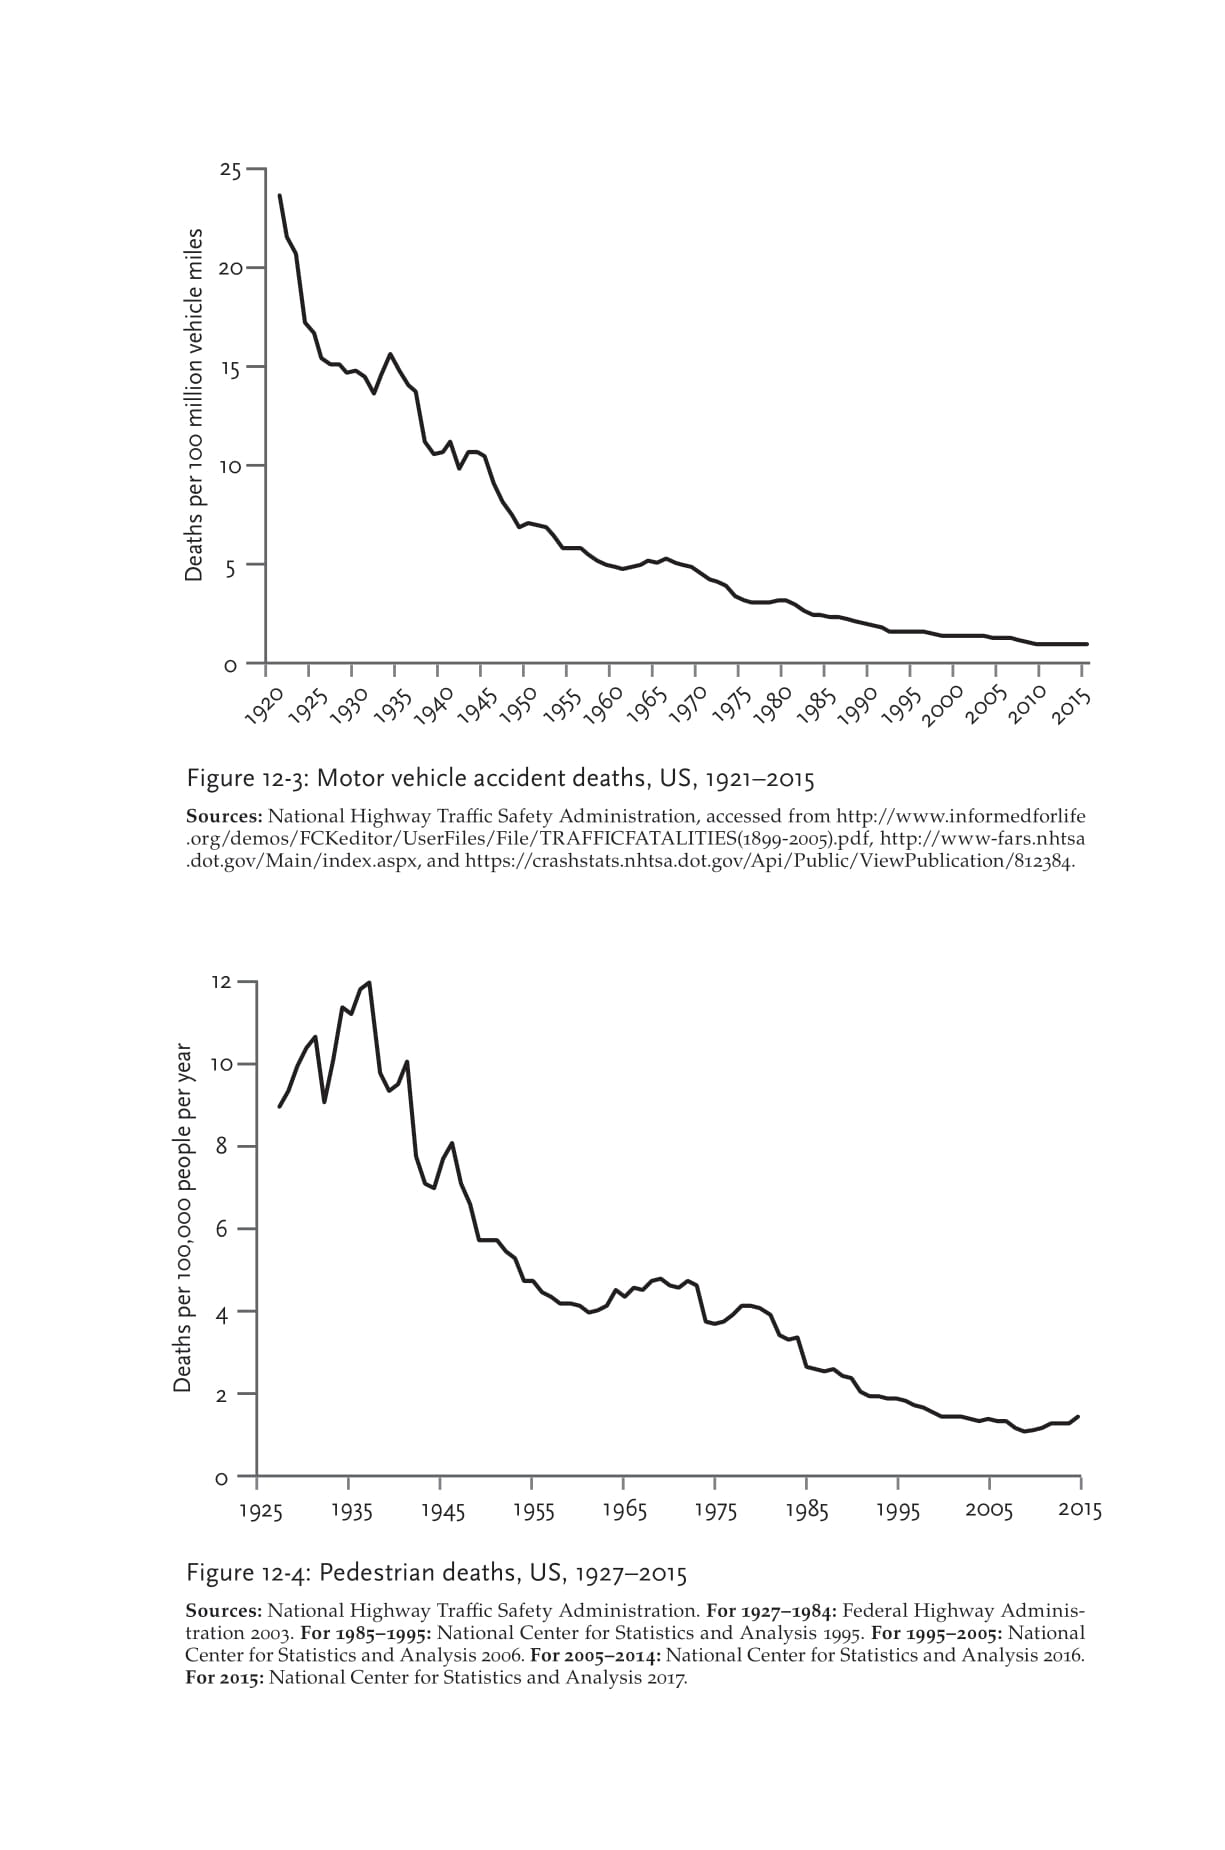 25
20
15
10
5
0
Deaths per 100 million vehicle miles
1920 1925 1930 1935 1940 1945 1950 1955 1960 1965 1970 1975 1980 1985 1990 1995 2000 2005 2010 2015
Figure 12-3: Motor vehicle accident deaths, US, 1921–2015
Sources: National Highway Traffic Safety Administration, accessed from http://www.informedforlife
.org/demos/FCKeditor/UserFiles/File/TRAFFICFATALITIES(1899-2005).pdf, http://www-fars.nhtsa
.dot.gov/Main/index.aspx, and https://crashstats.nhtsa.dot.gov/Api/Public/ViewPublication/812384.
12
10
8
6
4
2
0
Deaths per 100,000 people per year
1925 1935 1945 1955 1965 1975 1985 1995 2005 2015
Figure 12-4: Pedestrian deaths, US, 1927–2015
Sources: National Highway Traffic Safety Administration. For 1927–1984: Federal Highway Adminis-
tration 2003. For 1985–1995: National Center for Statistics and Analysis 1995. For 1995–2005: National
Center for Statistics and Analysis 2006. For 2005–2014: National Center for Statistics and Analysis 2016.
For 2015: National Center for Statistics and Analysis 2017.